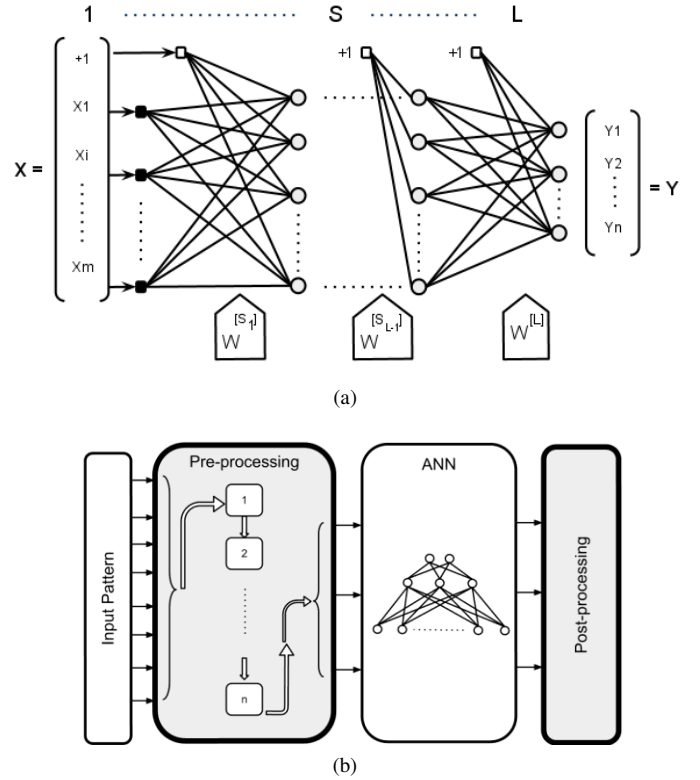 1 S L
+1 +1 +1
X1
Xi
X = = Y
Xm
Y1
Y2
Yn
W[S1] W[SL-1] W[L]
(a)
Input Pattern
Pre-processing
1
2
n
ANN
Post-processing
(b)